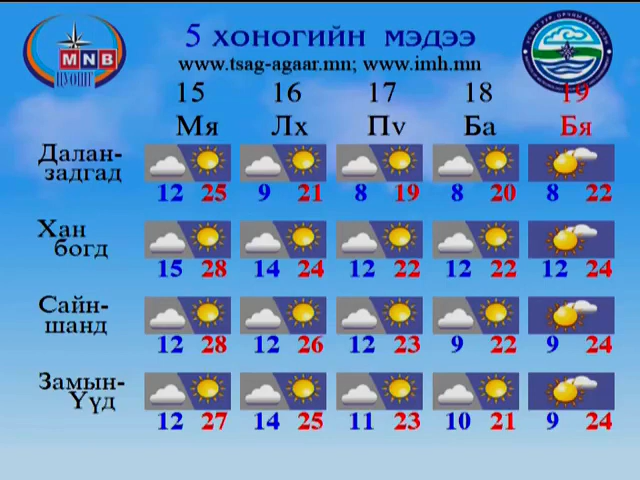 MNB
ЦУОШГ
5 ХОНОГИЙН МЭДЭЭ
www.tsag-agaar.mn; www.imh.mn
15 16 17 18 19
Мя Лх Пv Ба Бя
Далан-
задгад
12 25 9 21 8 19 8 20 8 22
Хан
богд
15 28 14 24 12 22 12 22 12 24
Сайн-
шанд
12 28 12 26 12 23 9 22 9 24
Замын-
Үүд
12 27 14 25 11 23 10 21 9 24